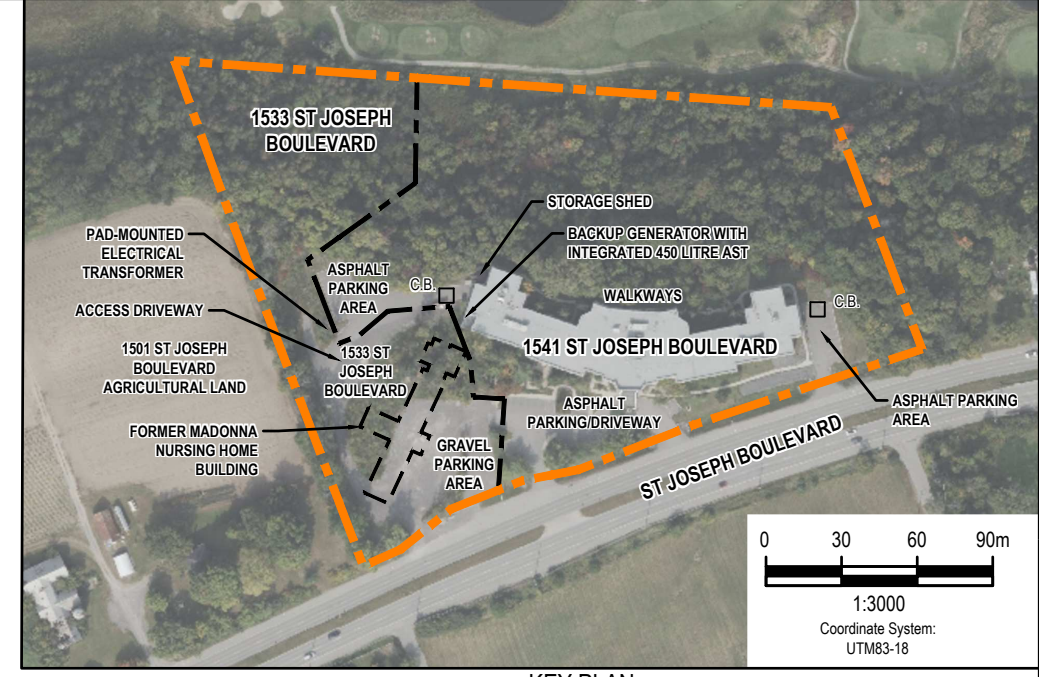 1533 ST JOSEPH
BOULEVARD
STORAGE SHED
PAD-MOUNTED
ELECTRICAL
TRANSFORMER
BACKUP GENERATOR WITH
INTEGRATED 450 LITRE AST
ASPHALT
PARKING
AREA
C.B.
WALKWAYS
C.B.
ACCESS DRIVEWAY
1501 ST JOSEPH
BOULEVARD
AGRICULTURAL LAND
1533 ST
JOSEPH
BOULEVARD
1541 ST JOSEPH BOULEVARD
ASPHALT
PARKING/DRIVEWAY
ASPHALT PARKING
AREA
FORMER MADONNA
NURSING HOME
BUILDING
GRAVEL
PARKING
AREA
ST JOSEPH BOULEVARD
0 30 60 90m
1:3000
Coordinate System:
UTM83-18
KEY PLAN